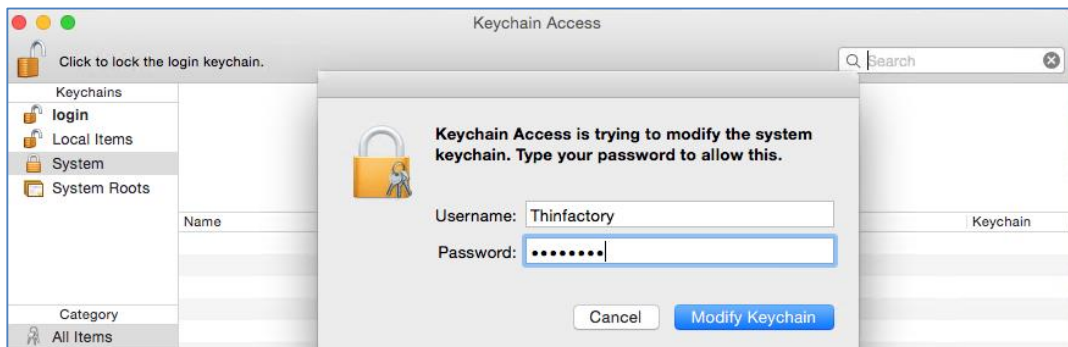 Keychain Access
Click to lock the login keychain.
Search
Keychains
login
Local Items
System
System Roots
Keychain Access is trying to modify the system
keychain. Type your password to allow this.
Username: Thinfactory
Password: ••••••••
Cancel
Modify Keychain
Name
Keychain
Category
All Items